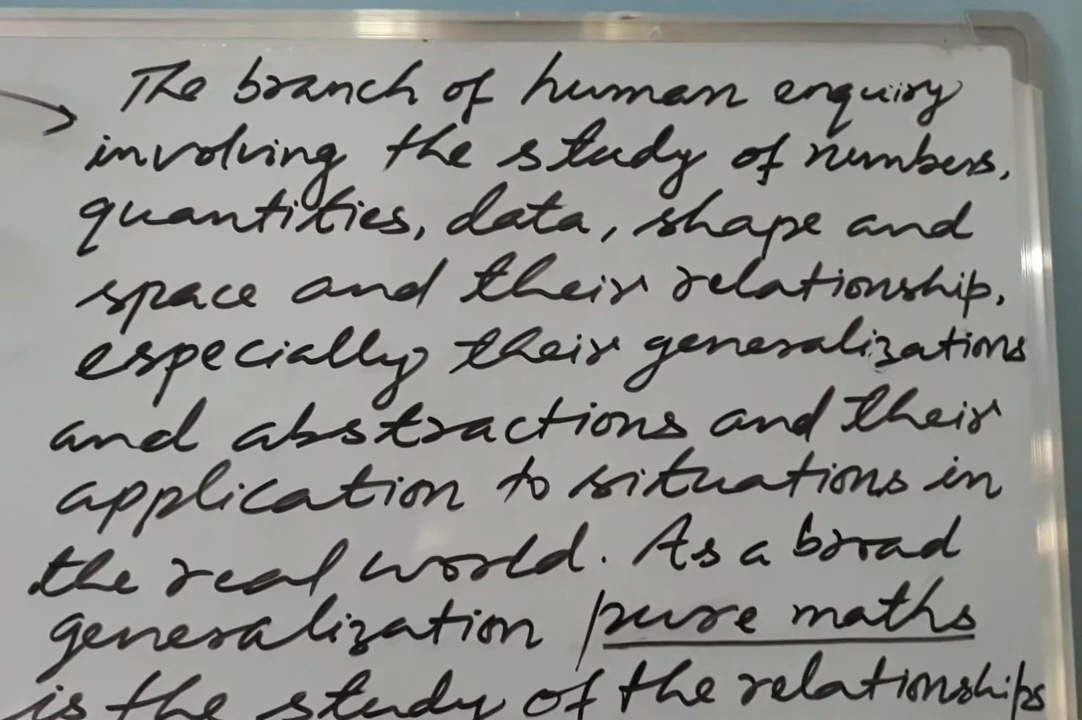 The branch of human enquiry
involving the study of numbers,
quantities, data, shape and
space and their relationship,
especially their generalizations
and abstractions and their
application to situations in
the real world. As a broad
generalization pure maths
is the study of the relationships